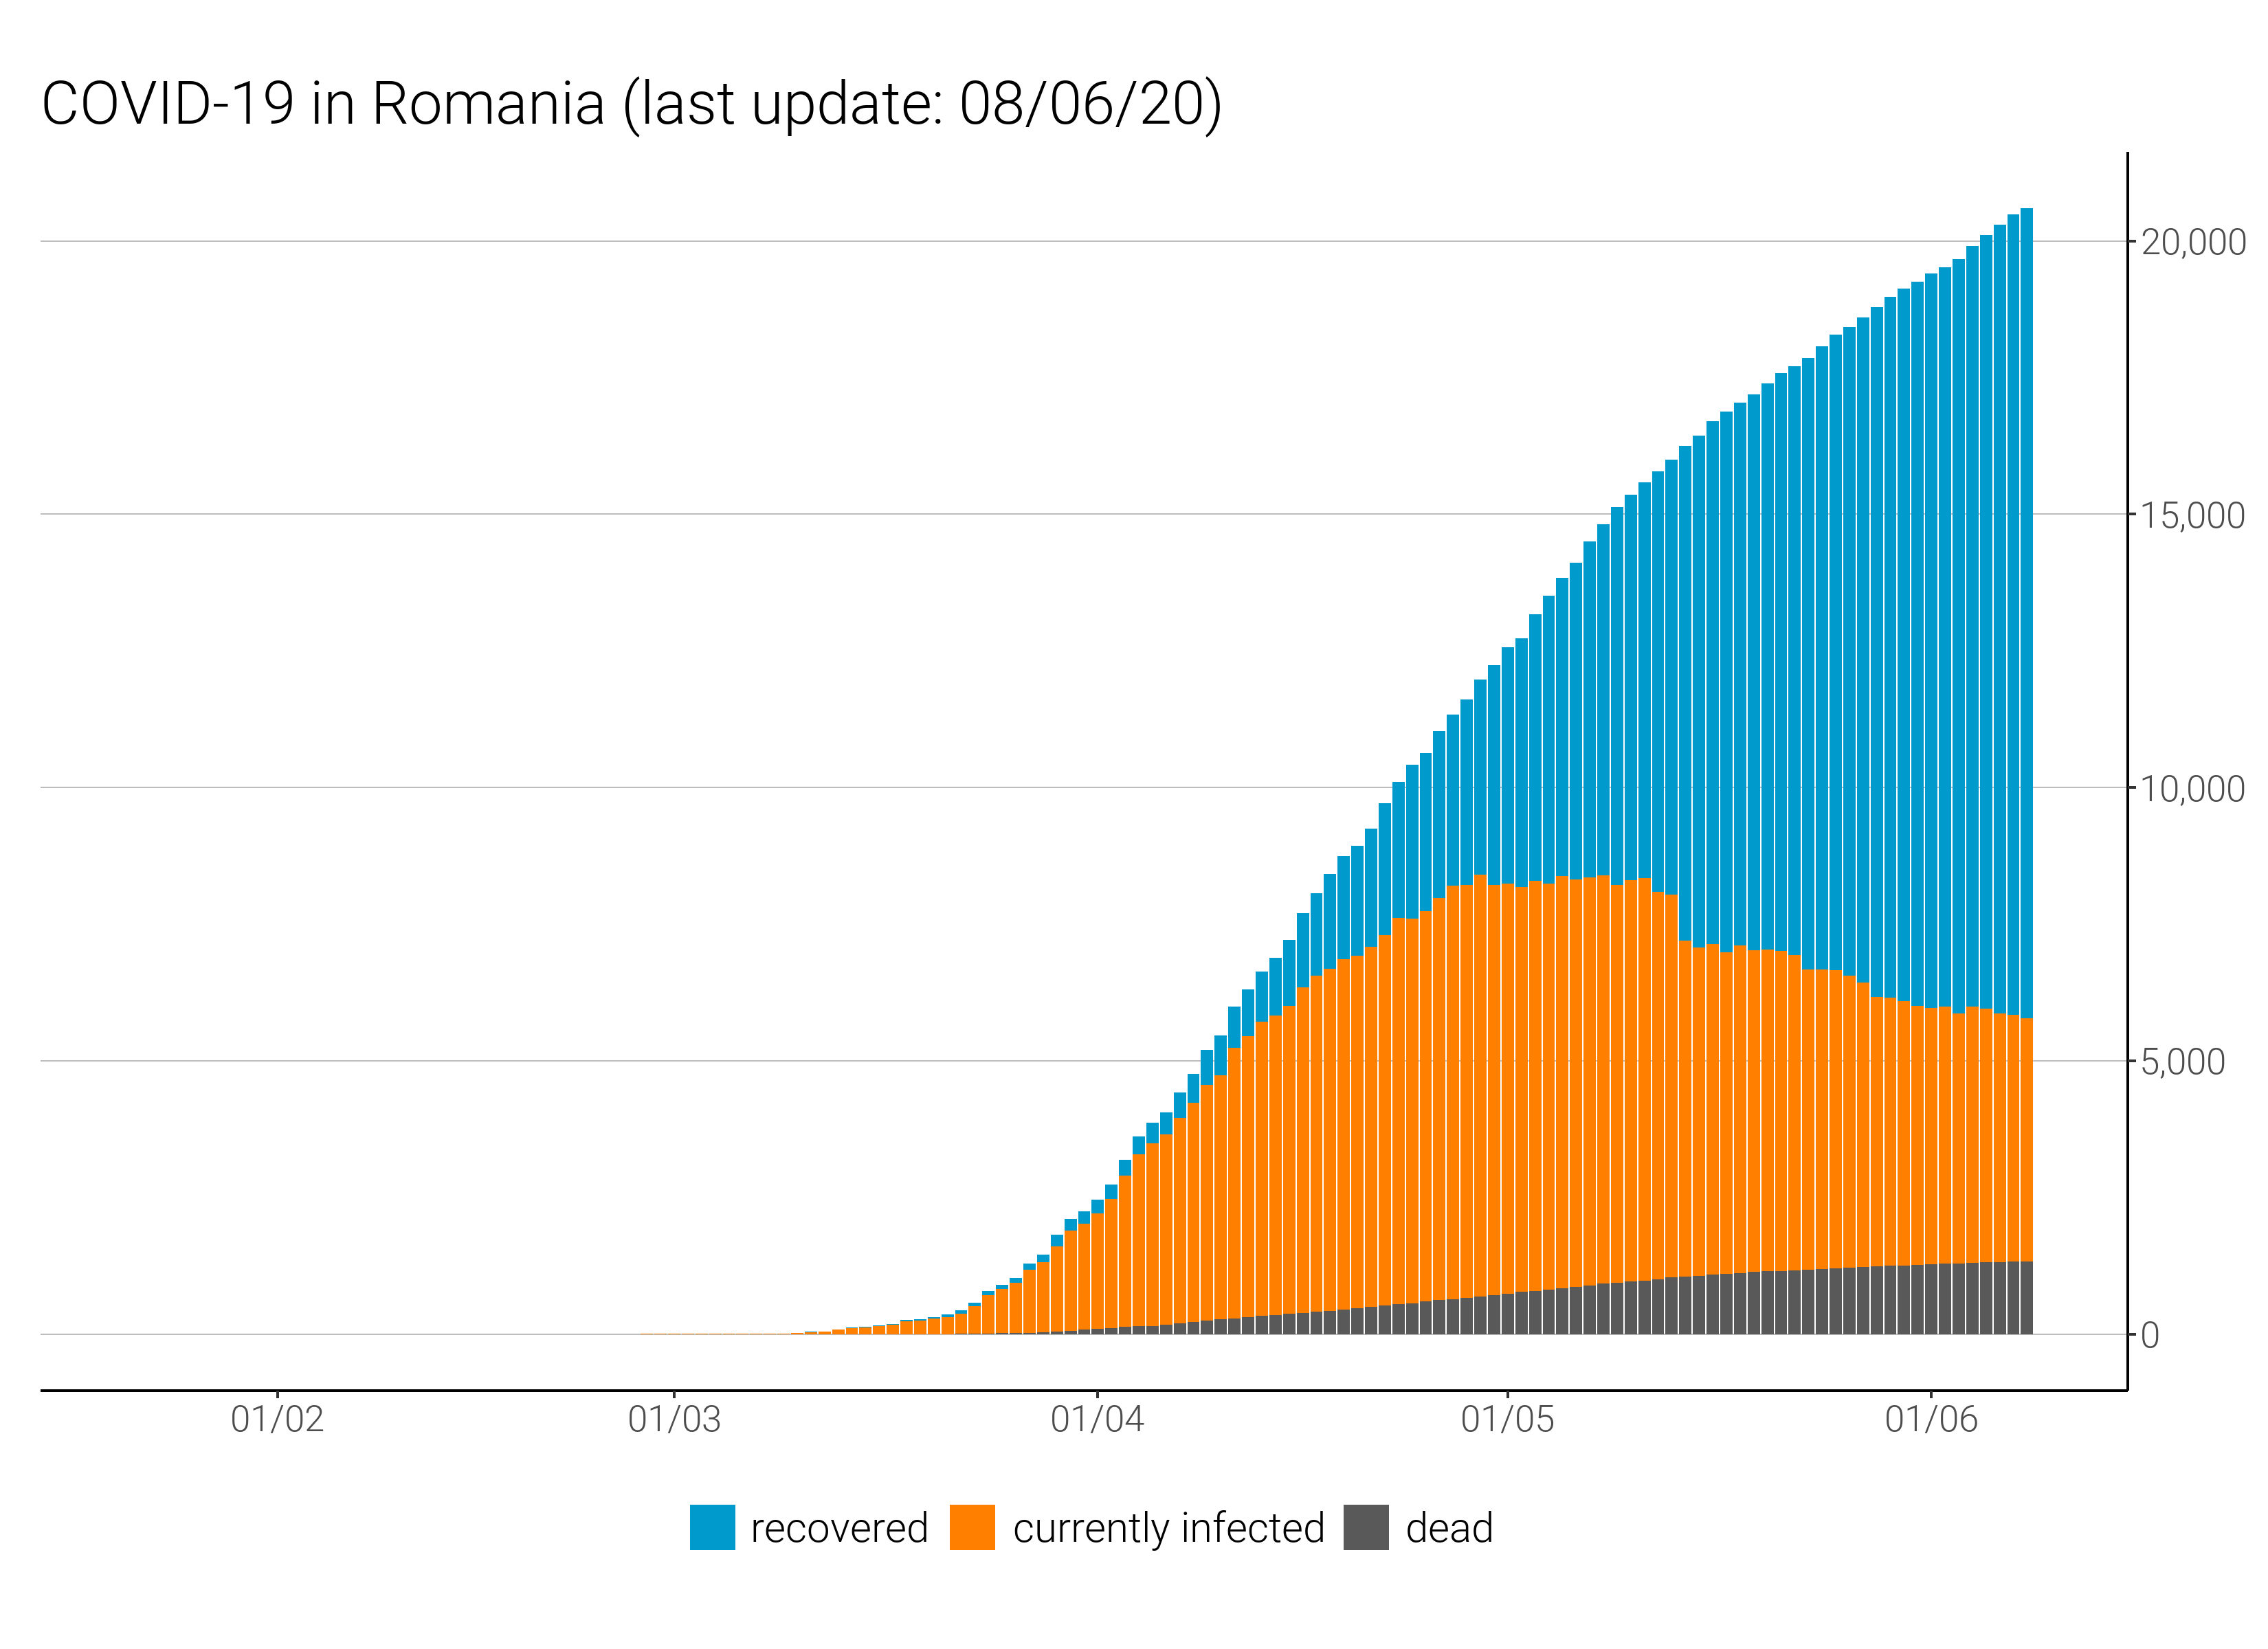 COVID-19 in Romania (last update: 08/06/20)
20,000
15,000
10,000
5,000
0
01/02 01/03 01/04 01/05 01/06
recovered currently infected dead